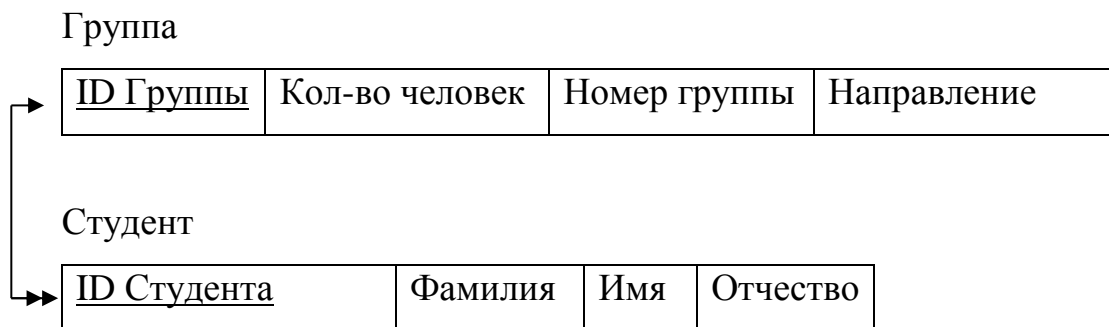 Группа
ID Группы Кол-во человек Номер группы Направление
Студент
ID Студента Фамилия Имя Отчество